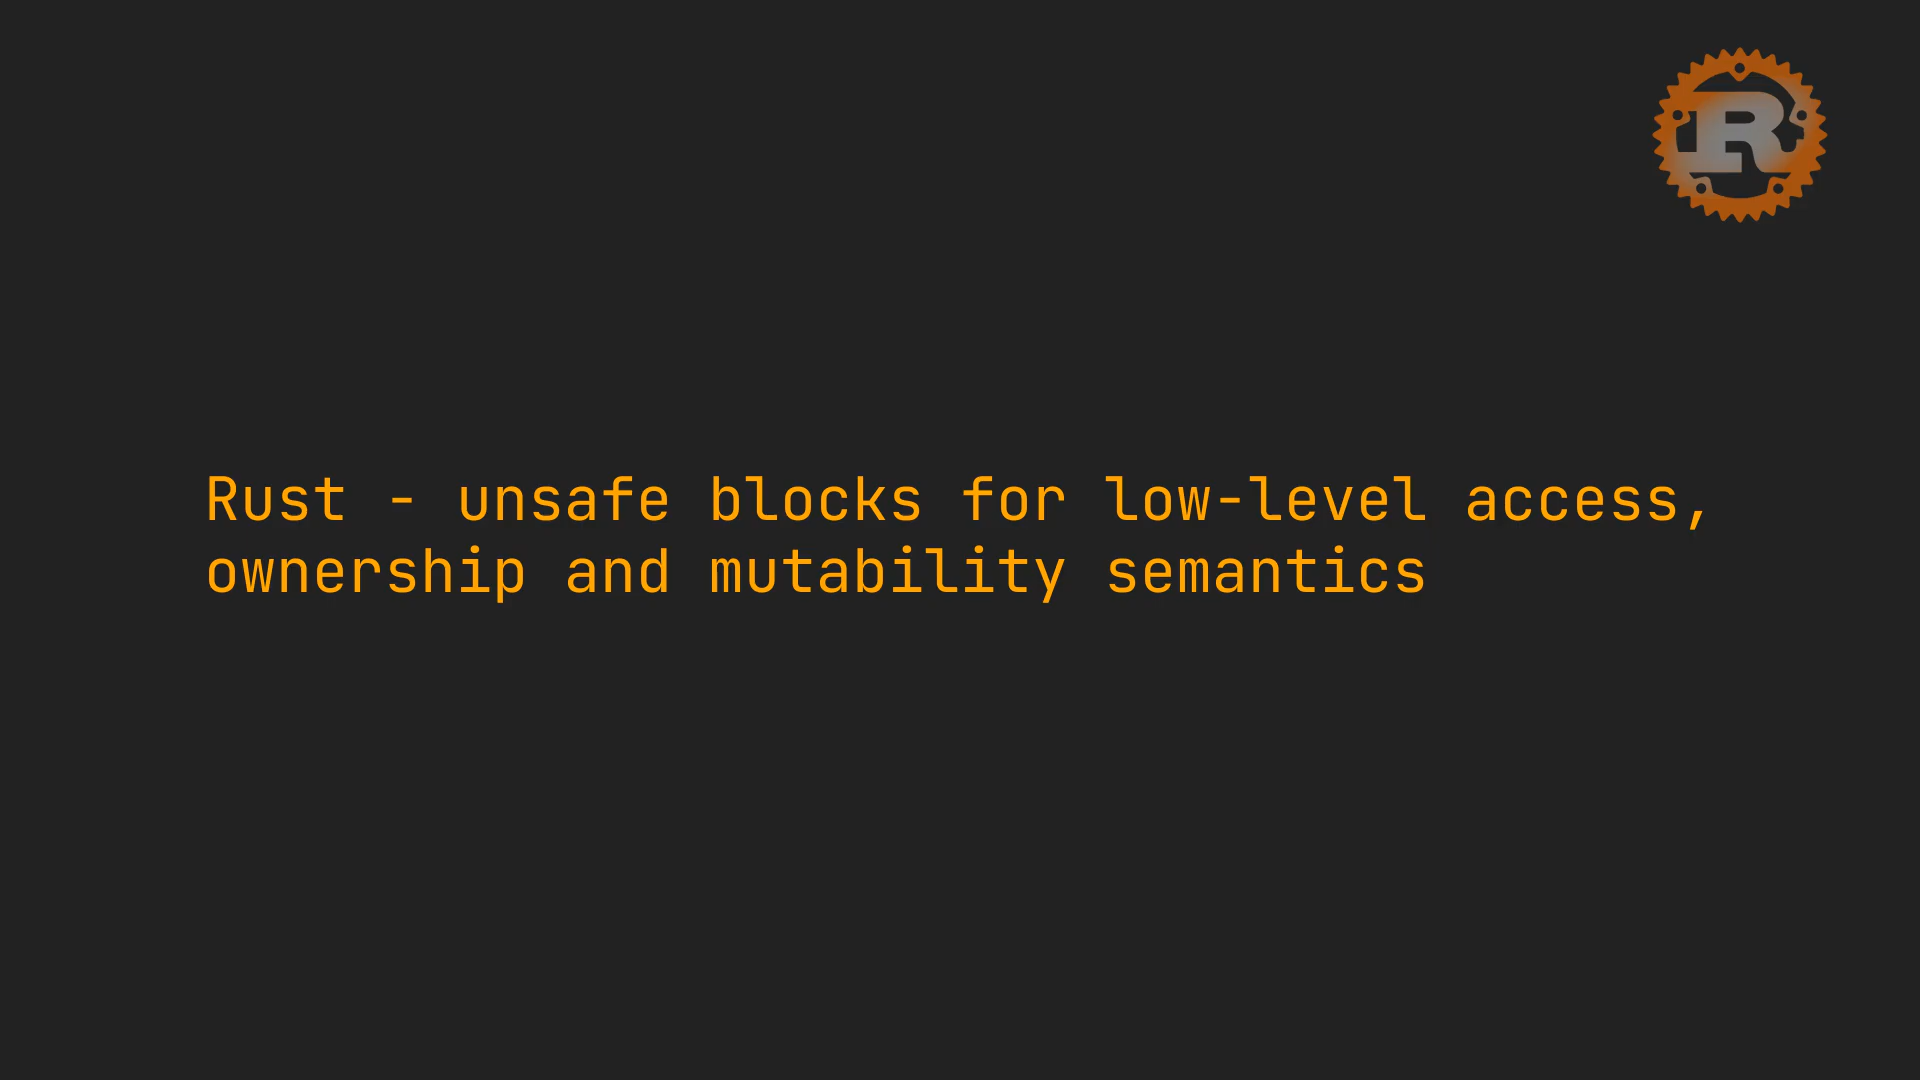 R
Rust - unsafe blocks for low-level access,
ownership and mutability semantics